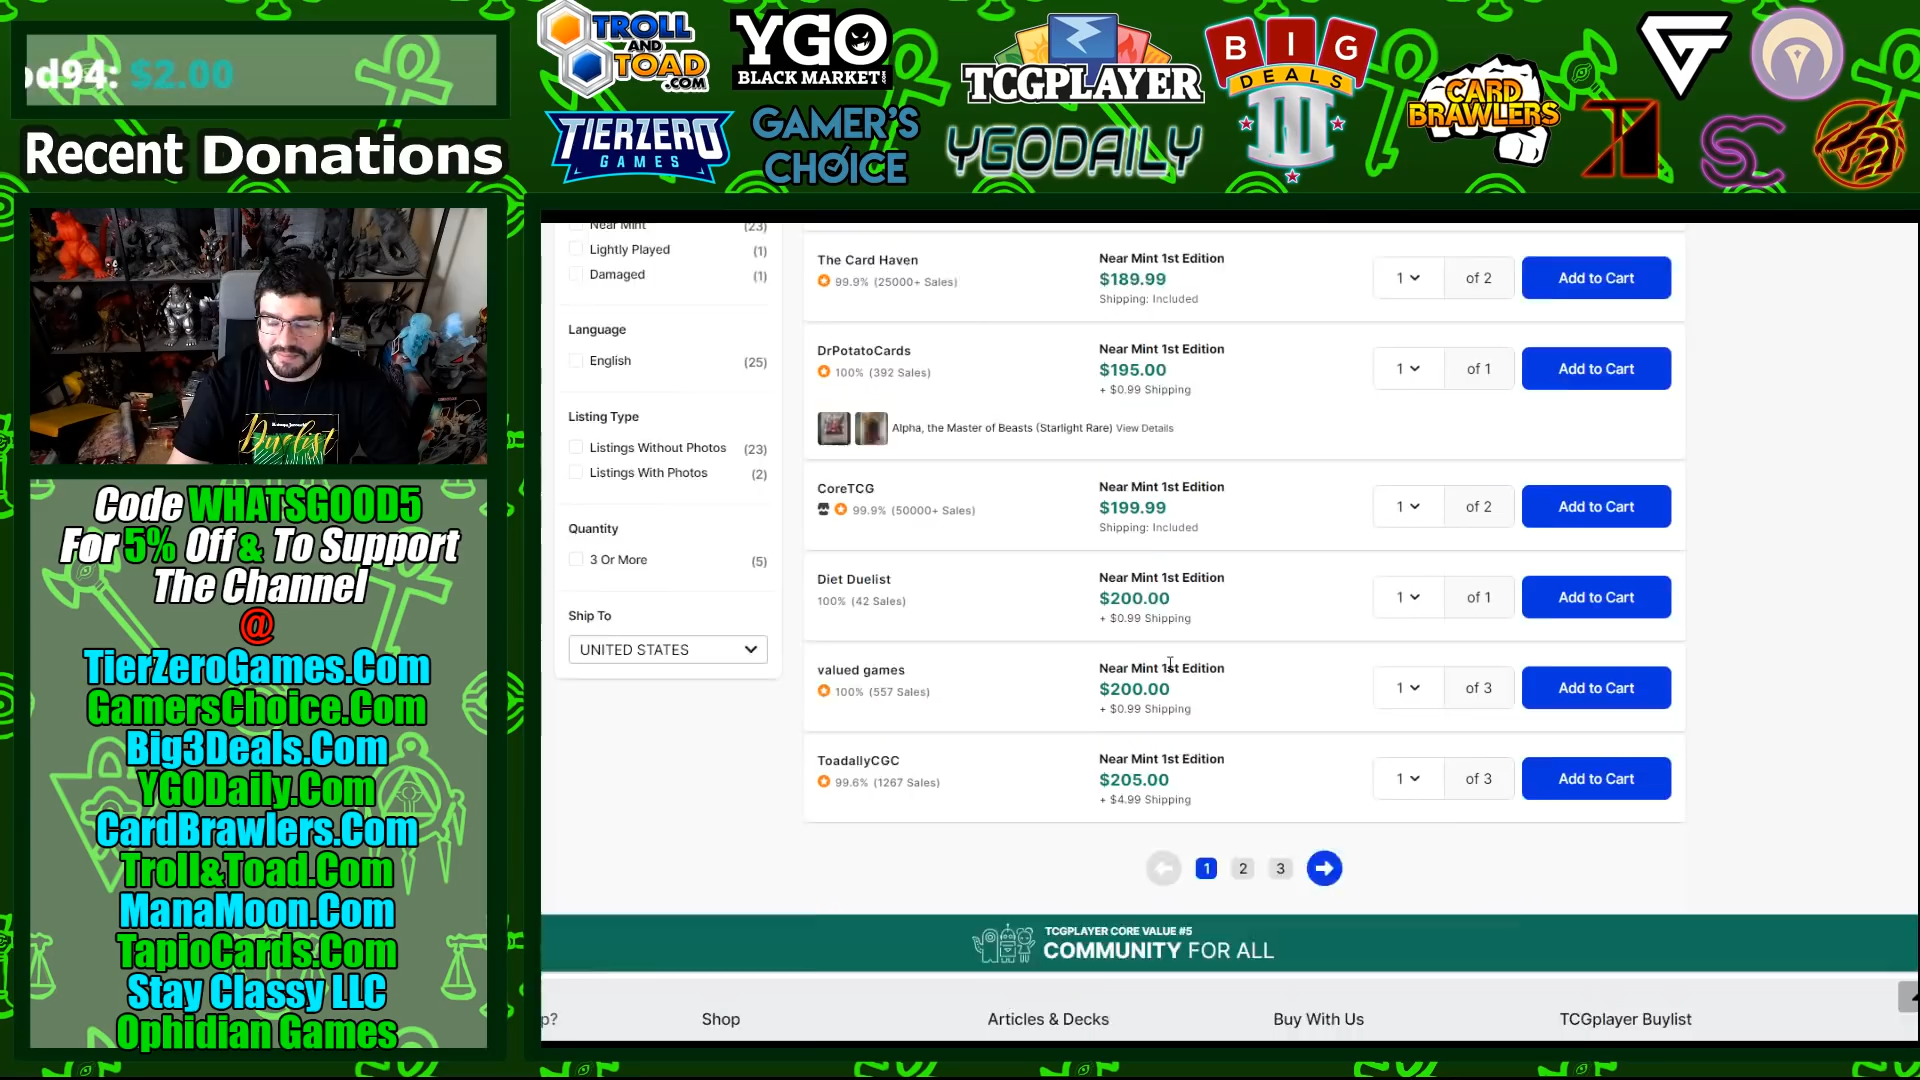 od94: $2.00
Recent Donations
TROLL
AND
TOAD
.COM
YGO
BLACK MARKET!.COM
TCGPLAYER
BIG
DEALS
III
CARD
BRAWLERS
TIERZERO
GAMES
GAMER'S
CHOICE
YGODAILY
SC
Code WHATSGOOD5
For 5% Off & To Support
The Channel
@
TierZeroGames.Com
GamersChoice.Com
Big3Deals.Com
YGODaily.Com
CardBrawlers.Com
Troll&Toad.Com
ManaMoon.Com
TapioCards.Com
Stay Classy LLC
Ophidian Games
Duelist
Near Mint (23)
Lightly Played (1)
Damaged (1)
Language
English (25)
Listing Type
Listings Without Photos (23)
Listings With Photos (2)
Quantity
3 Or More (5)
Ship To
UNITED STATES
The Card Haven
99.9% (25000+ Sales)
Near Mint 1st Edition
$189.99
Shipping: Included
1 of 2 Add to Cart
DrPotatoCards
100% (392 Sales)
Near Mint 1st Edition
$195.00
+ $0.99 Shipping
1 of 1 Add to Cart
Alpha, the Master of Beasts (Starlight Rare) View Details
CoreTCG
99.9% (50000+ Sales)
Near Mint 1st Edition
$199.99
Shipping: Included
1 of 2 Add to Cart
Diet Duelist
100% (42 Sales)
Near Mint 1st Edition
$200.00
+ $0.99 Shipping
1 of 1 Add to Cart
valued games
100% (557 Sales)
Near Mint 1st Edition
$200.00
+ $0.99 Shipping
1 of 3 Add to Cart
ToadallyCGC
99.6% (1267 Sales)
Near Mint 1st Edition
$205.00
+ $4.99 Shipping
1 of 3 Add to Cart
1 2 3
TCGPLAYER CORE VALUE #5
COMMUNITY FOR ALL
p?
Shop
Articles & Decks
Buy With Us
TCGplayer Buylist